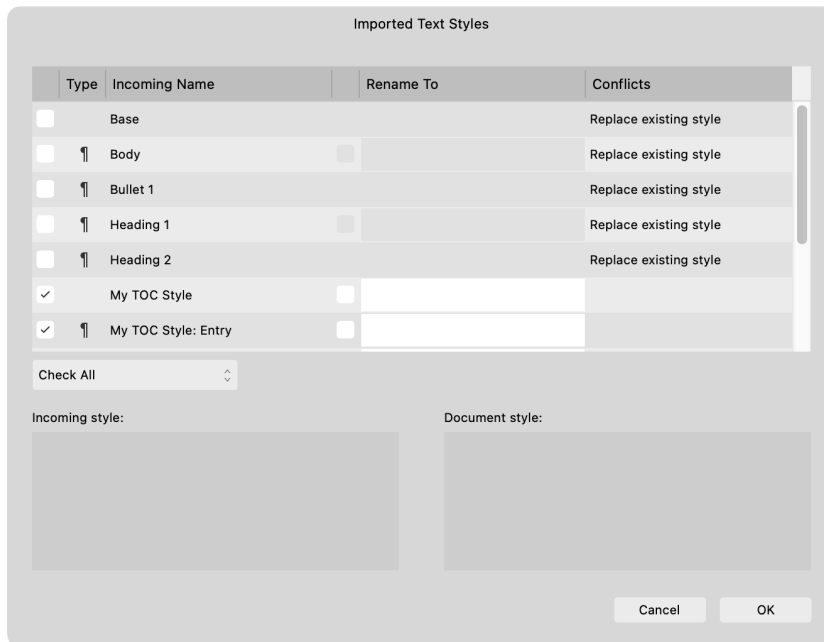 Imported Text Styles
Type Incoming Name Rename To Conflicts
Base Replace existing style
¶ Body Replace existing style
¶ Bullet 1 Replace existing style
¶ Heading 1 Replace existing style
¶ Heading 2 Replace existing style
My TOC Style
¶ My TOC Style: Entry
Check All
Incoming style: Document style:
Cancel OK